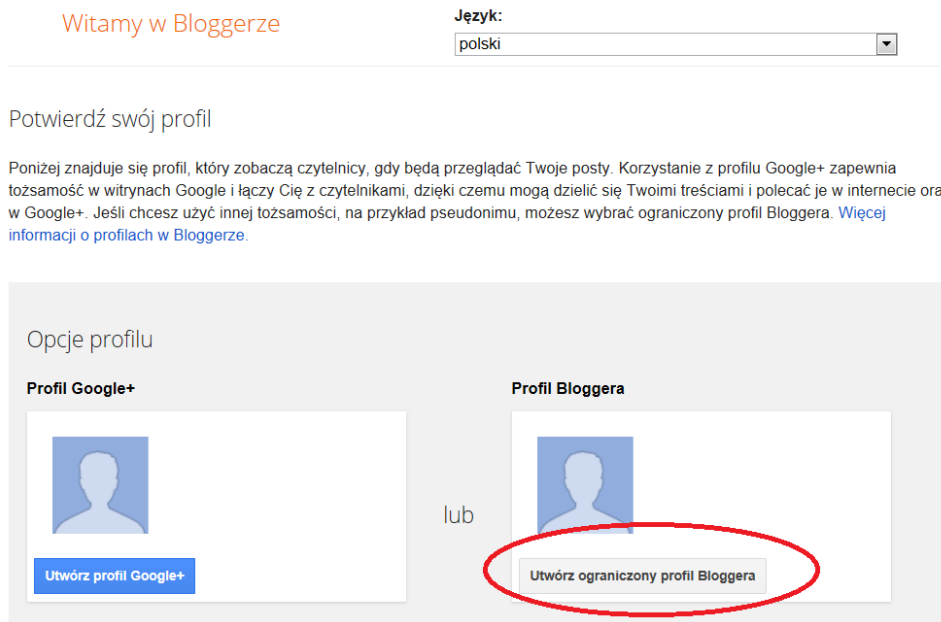 Witamy w Bloggerze
Język:
polski
Potwierdź swój profil
Poniżej znajduje się profil, który zobaczą czytelnicy, gdy będą przeglądać Twoje posty. Korzystanie z profilu Google+ zapewnia
tożsamość w witrynach Google i łączy Cię z czytelnikami, dzięki czemu mogą dzielić się Twoimi treściami i polecać je w internecie ora
w Google+. Jeśli chcesz użyć innej tożsamości, na przykład pseudonimu, możesz wybrać ograniczony profil Bloggera. Więcej
informacji o profilach w Bloggerze.
Opcje profilu
Profil Google+
Utwórz profil Google+
lub
Profil Bloggera
Utwórz ograniczony profil Bloggera